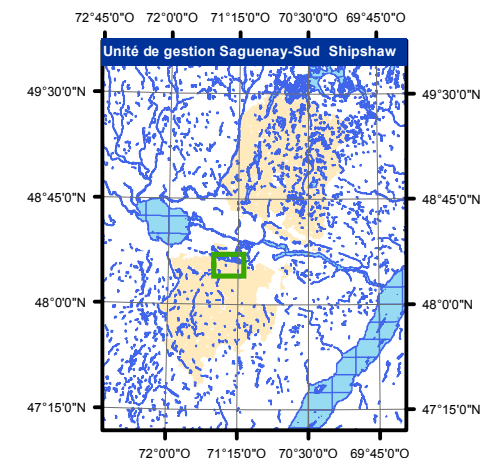 72°45'0"O 72°0'0"O 71°15'0"O 70°30'0"O 69°45'0"O
Unité de gestion Saguenay-Sud Shipshaw
49°30'0"N 49°30'0"N
48°45'0"N 48°45'0"N
48°0'0"N 48°0'0"N
47°15'0"N 47°15'0"N
72°0'0"O 71°15'0"O 70°30'0"O 69°45'0"O